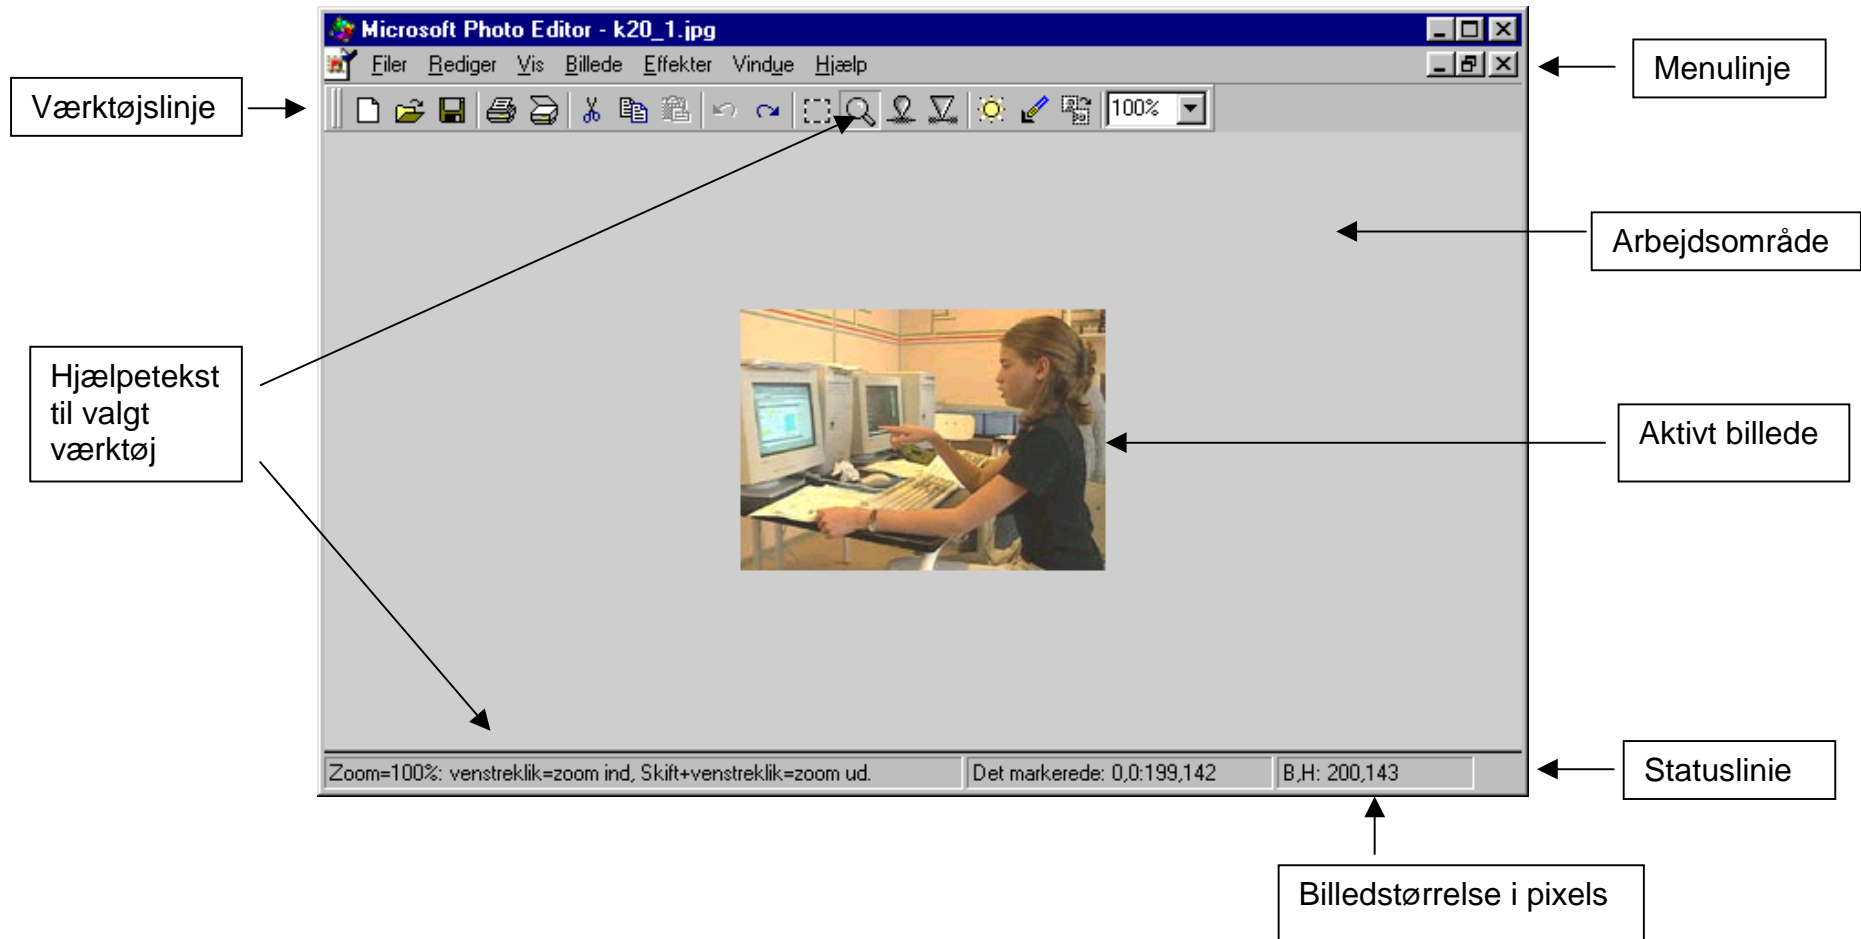 Microsoft Photo Editor - k20_1.jpg
Filer Rediger Vis Billede Effekter Vindue Hjælp
Menulinje
Værktøjslinje
100%
Arbejdsområde
Hjælpetekst
til valgt
værktøj
Aktivt billede
Zoom=100%: venstreklik=zoom ind, Skift+venstreklik=zoom ud.
Det markerede: 0,0:199,142
B,H: 200,143
Statuslinie
Billedstørrelse i pixels